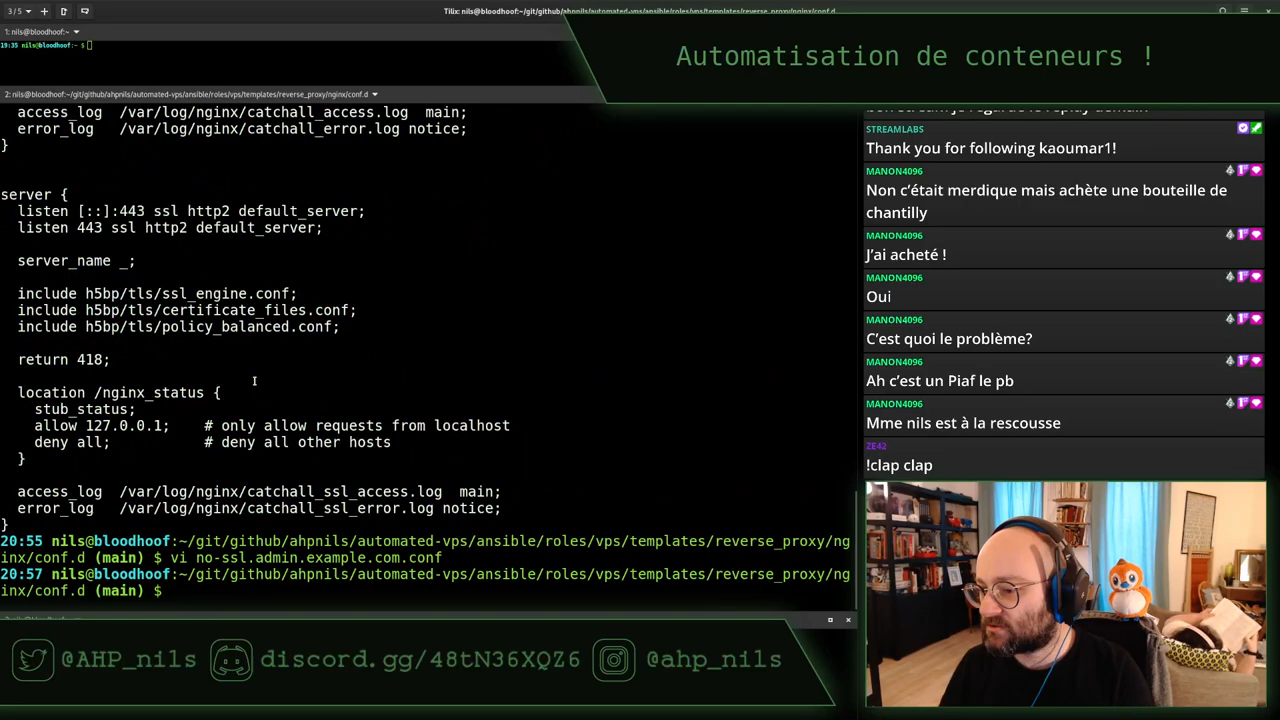 3 / 5
Tilix: nils@bloodhoof:~/git/github/ahpnils/automated-vps/ansible/roles/vps/templates/reverse_proxy/nginx/conf.d
1: nils@bloodhoof:~
19:35 nils@bloodhoof:~ $
Automatisation de conteneurs !
2: nils@bloodhoof:~/git/github/ahpnils/automated-vps/ansible/roles/vps/templates/reverse_proxy/nginx/conf.d
access_log  /var/log/nginx/catchall_access.log  main;
error_log   /var/log/nginx/catchall_error.log notice;
}
server {
listen [::]:443 ssl http2 default_server;
listen 443 ssl http2 default_server;
server_name _;
include h5bp/tls/ssl_engine.conf;
include h5bp/tls/certificate_files.conf;
include h5bp/tls/policy_balanced.conf;
return 418;
location /nginx_status {
stub_status;
allow 127.0.0.1;    # only allow requests from localhost
deny all;           # deny all other hosts
}
access_log  /var/log/nginx/catchall_ssl_access.log  main;
error_log   /var/log/nginx/catchall_ssl_error.log notice;
}
20:55 nils@bloodhoof:~/git/github/ahpnils/automated-vps/ansible/roles/vps/templates/reverse_proxy/ng
inx/conf.d (main) $ vi no-ssl.admin.example.com.conf
20:57 nils@bloodhoof:~/git/github/ahpnils/automated-vps/ansible/roles/vps/templates/reverse_proxy/ng
inx/conf.d (main) $
STREAMLABS
Thank you for following kaoumar1!
MANON4096
Non c’était merdique mais achète une bouteille de
chantilly
MANON4096
J’ai acheté !
MANON4096
Oui
MANON4096
C’est quoi le problème?
MANON4096
Ah c’est un Piaf le pb
MANON4096
Mme nils est à la rescousse
ZE42
!clap clap
@AHP_nils
discord.gg/48tN36XQZ6
@ahp_nils